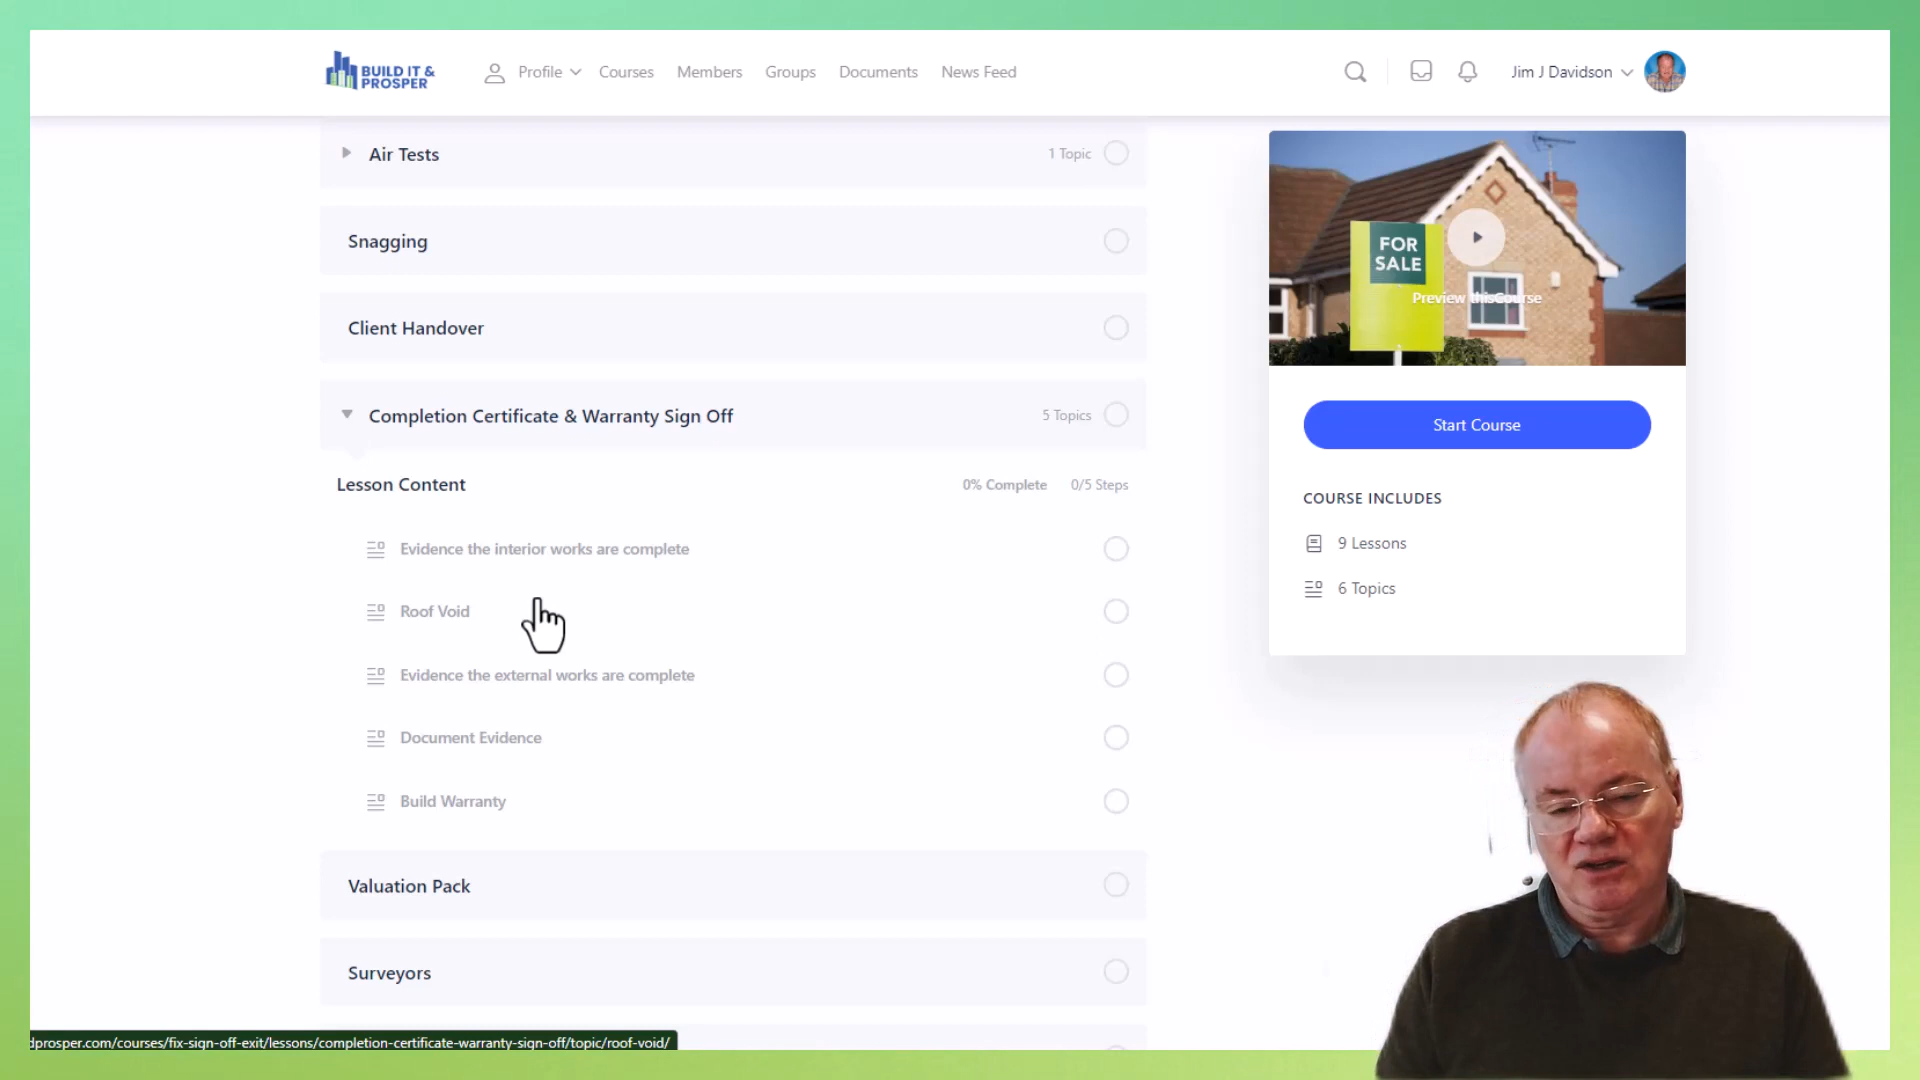 BUILD IT &
PROSPER
Profile
Courses
Members
Groups
Documents
News Feed
Jim J Davidson
Air Tests
1 Topic
Snagging
Client Handover
Completion Certificate & Warranty Sign Off
5 Topics
Lesson Content
0% Complete
0/5 Steps
Evidence the interior works are complete
Roof Void
Evidence the external works are complete
Document Evidence
Build Warranty
Valuation Pack
Surveyors
FOR
SALE
Preview this Course
Start Course
COURSE INCLUDES
9 Lessons
6 Topics
dprosper.com/courses/fix-sign-off-exit/lessons/completion-certificate-warranty-sign-off/topic/roof-void/